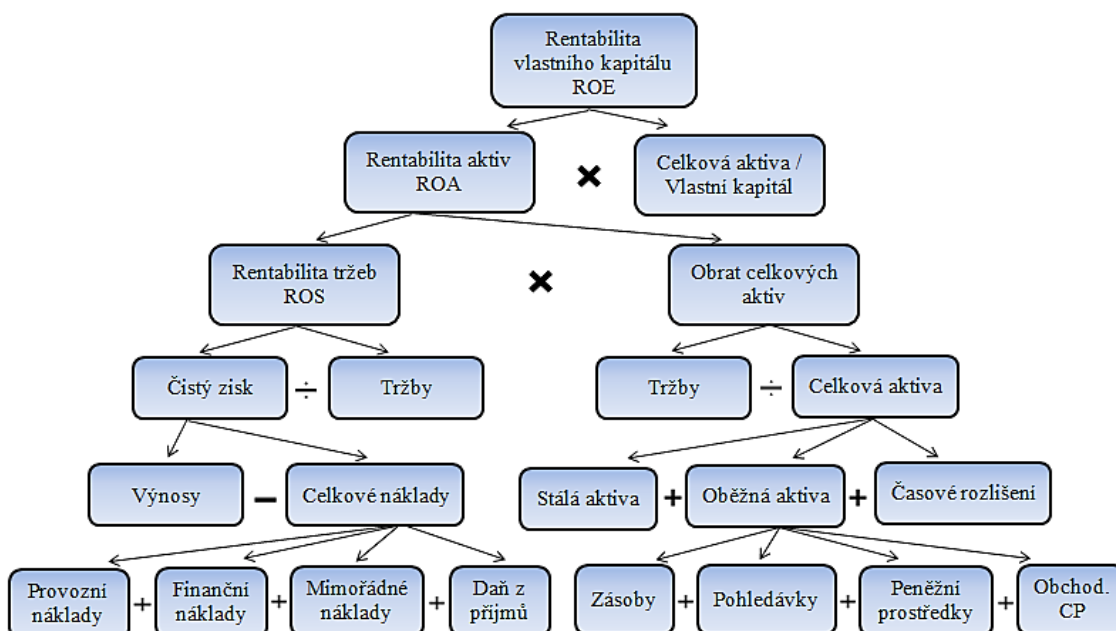 Rentabilita
vlastního kapitálu
ROE
Rentabilita aktiv
ROA
×
Celková aktiva /
Vlastní kapitál
Rentabilita tržeb
ROS
×
Obrat celkových
aktiv
Čistý zisk
÷
Tržby
Tržby
÷
Celková aktiva
Výnosy
−
Celkové náklady
Stálá aktiva
+
Oběžná aktiva
+
Časové rozlišení
Provozní
náklady
+
Finanční
náklady
+
Mimořádné
náklady
+
Daň z
příjmů
Zásoby
+
Pohledávky
+
Peněžní
prostředky
+
Obchod.
CP